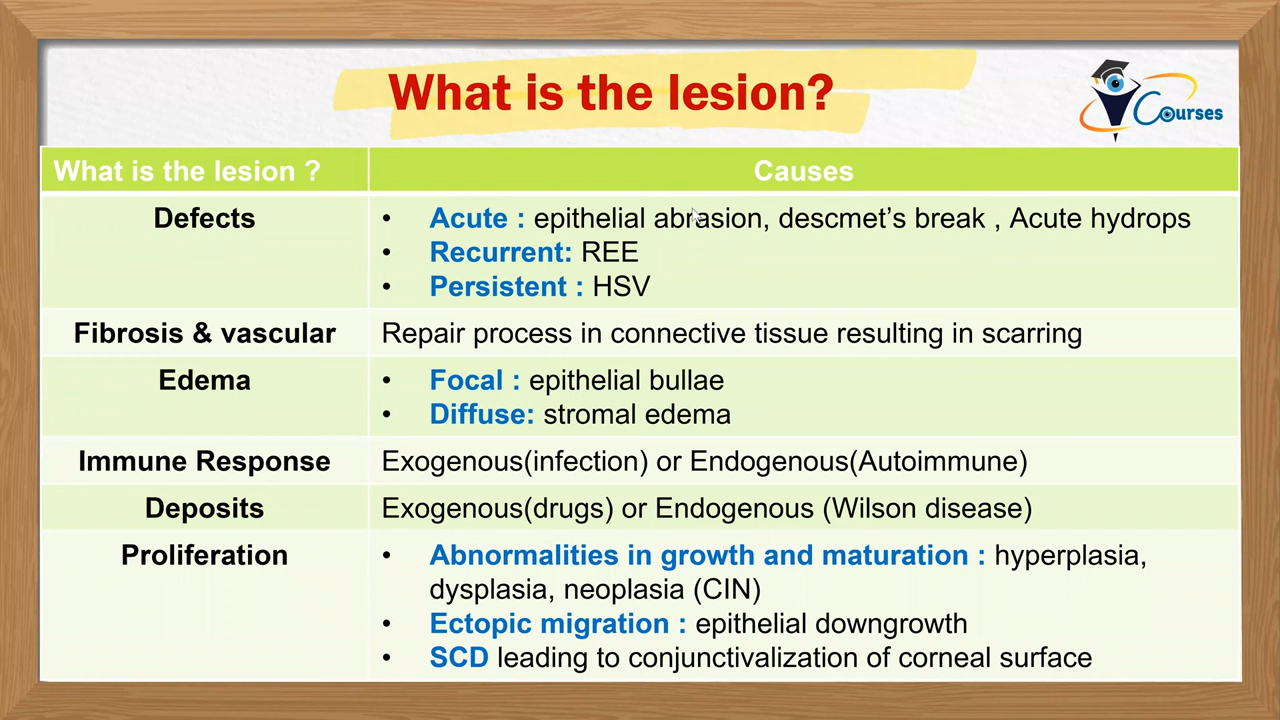 What is the lesion?
Courses
What is the lesion ?
Causes
Defects
• Acute : epithelial abrasion, descmet’s break , Acute hydrops
• Recurrent: REE
• Persistent : HSV
Fibrosis & vascular
Repair process in connective tissue resulting in scarring
Edema
• Focal : epithelial bullae
• Diffuse: stromal edema
Immune Response
Exogenous(infection) or Endogenous(Autoimmune)
Deposits
Exogenous(drugs) or Endogenous (Wilson disease)
Proliferation
• Abnormalities in growth and maturation : hyperplasia,
dysplasia, neoplasia (CIN)
• Ectopic migration : epithelial downgrowth
• SCD leading to conjunctivalization of corneal surface